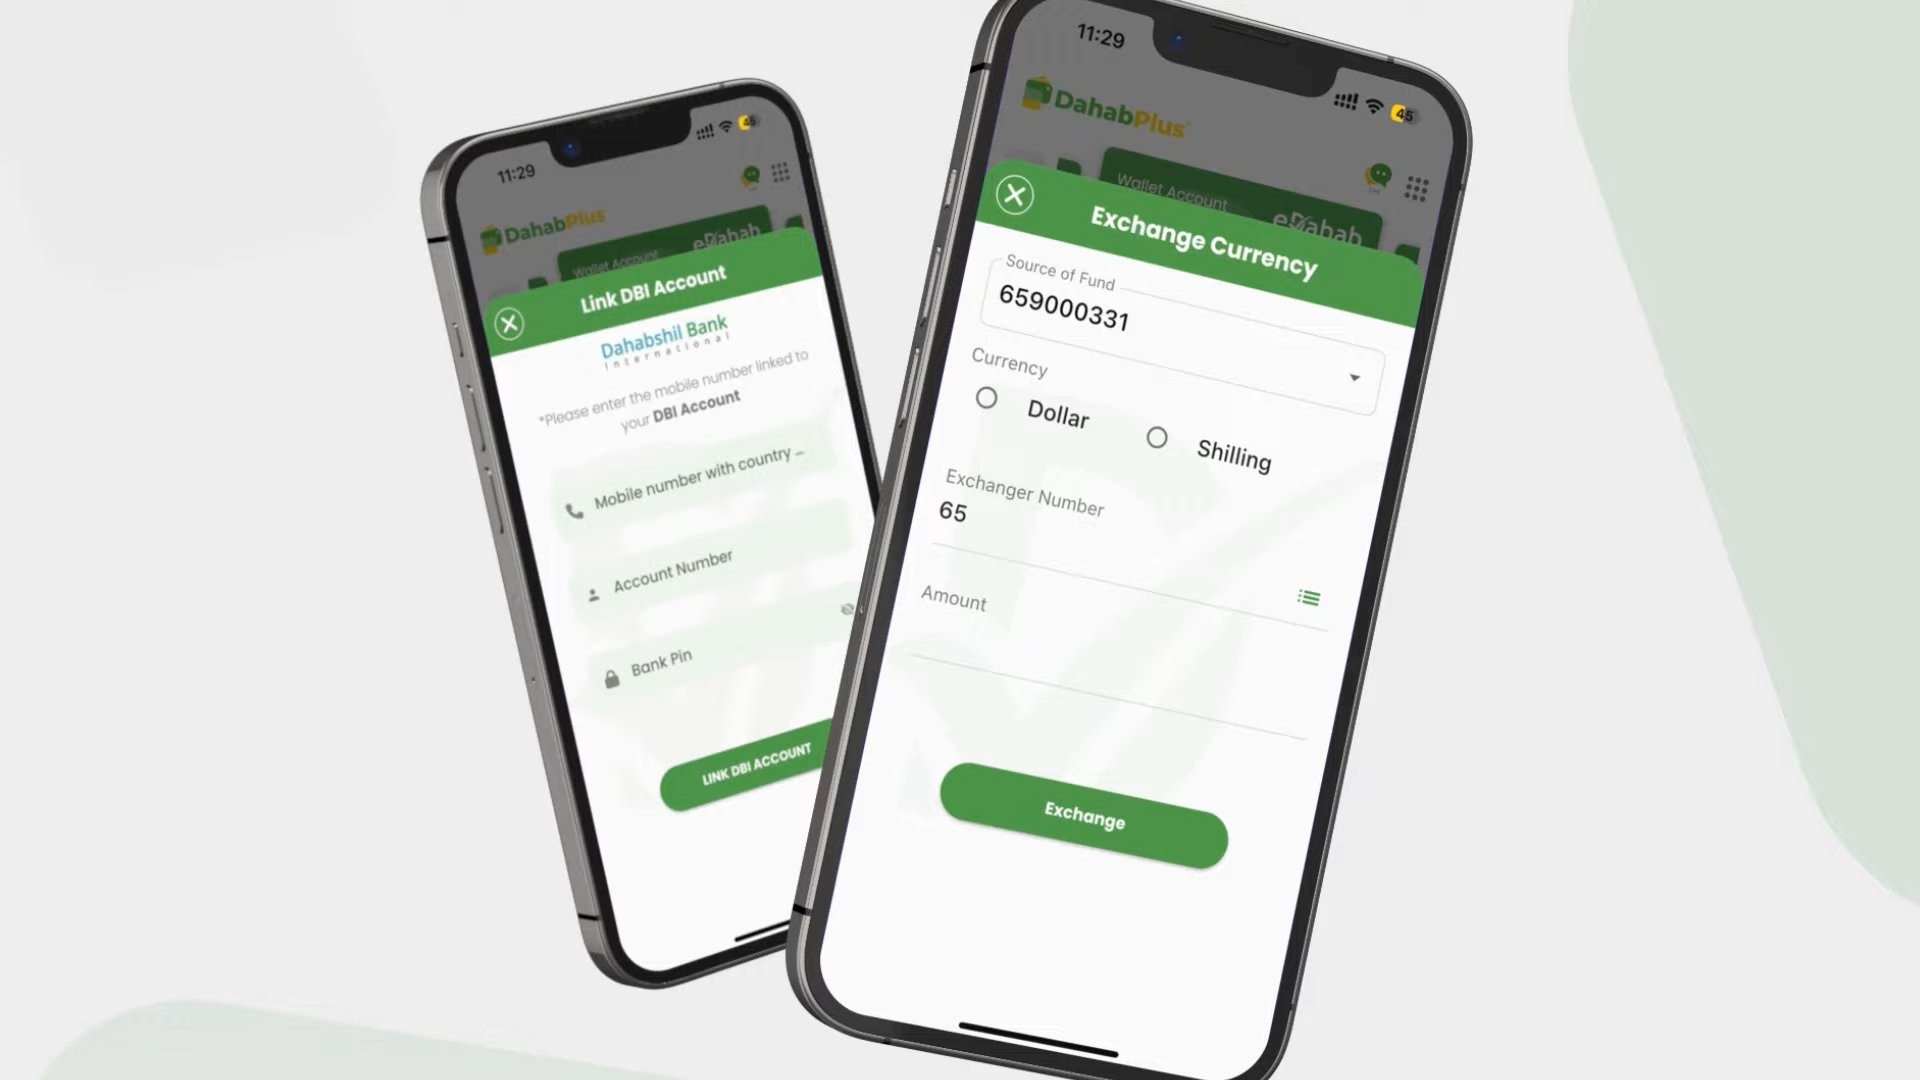 11:29
45
DahabPlus
Wallet Account
eDahab
Link DBI Account
Dahabshil Bank
International
*Please enter the mobile number linked to
your DBI Account
Mobile number with country ...
Account Number
Bank Pin
LINK DBI ACCOUNT
11:29
45
DahabPlus
Wallet Account
eDahab
Exchange Currency
Source of Fund
659000331
Currency
Dollar
Shilling
Exchanger Number
65
Amount
Exchange